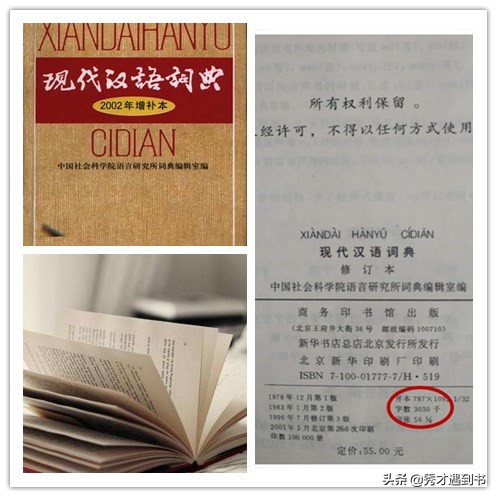 XIANDAIHANYU
现代汉语词典
2002年增补本
CIDIAN
中国社会科学院语言研究所词典编辑室编
所有权利保留。
经许可，不得以任何方式使用
XIÀNDÀI HÀNYǓ CÍDIǍN
现代汉语词典
修订本
中国社会科学院语言研究所词典编辑室编
商务印书馆出版
(北京王府井大街36号 邮政编码100710)
新华书店总店北京发行所发行
北京新华印刷厂印刷
ISBN 7-100-01777-7/H·519
1978年12月第1版
开本 787×1092 1/32
1983年1月第2版
字数 3030千
1996年7月修订第3版
2001年1月北京第266次印刷
印数 100 000册
定价：55.00元
头条 @秀才遇到书